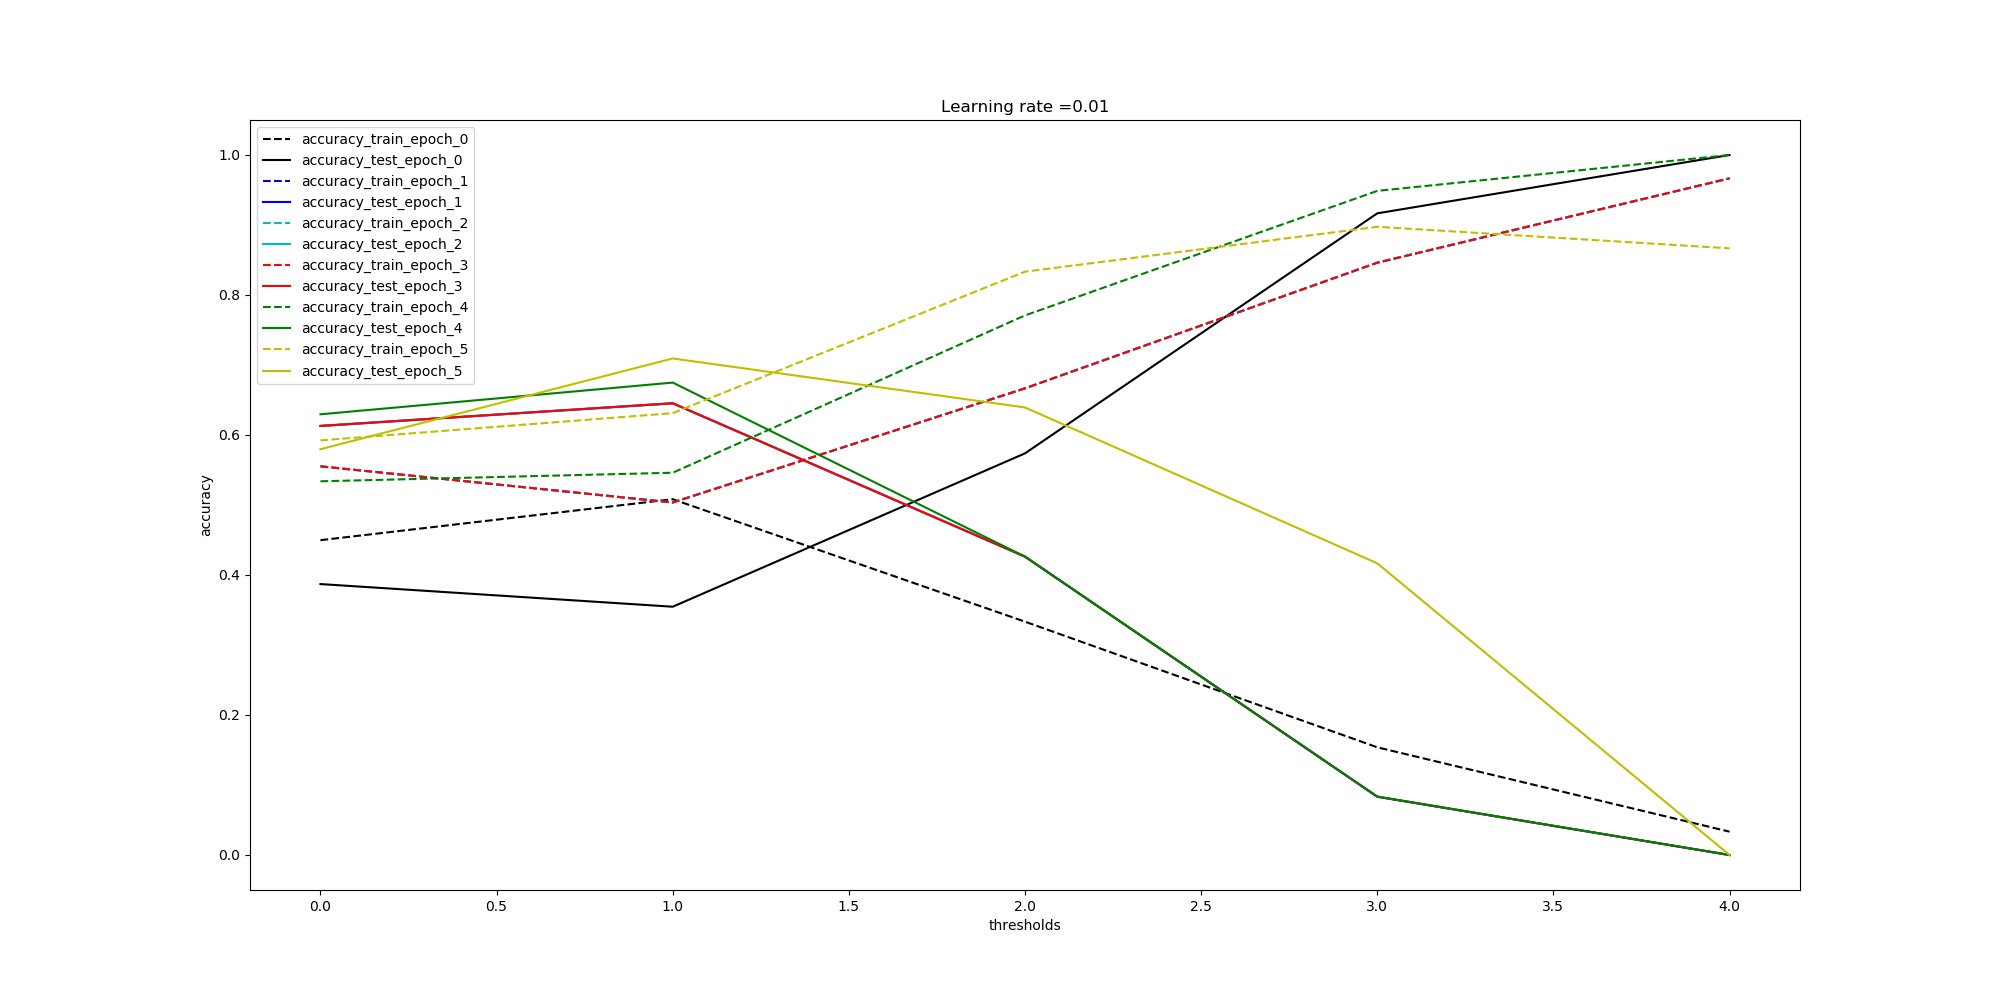 Learning rate =0.01
accuracy_train_epoch_0
accuracy_test_epoch_0
accuracy_train_epoch_1
accuracy_test_epoch_1
accuracy_train_epoch_2
accuracy_test_epoch_2
accuracy_train_epoch_3
accuracy_test_epoch_3
accuracy_train_epoch_4
accuracy_test_epoch_4
accuracy_train_epoch_5
accuracy_test_epoch_5
1.0
0.8
0.6
0.4
0.2
0.0
accuracy
0.0 0.5 1.0 1.5 2.0 2.5 3.0 3.5 4.0
thresholds